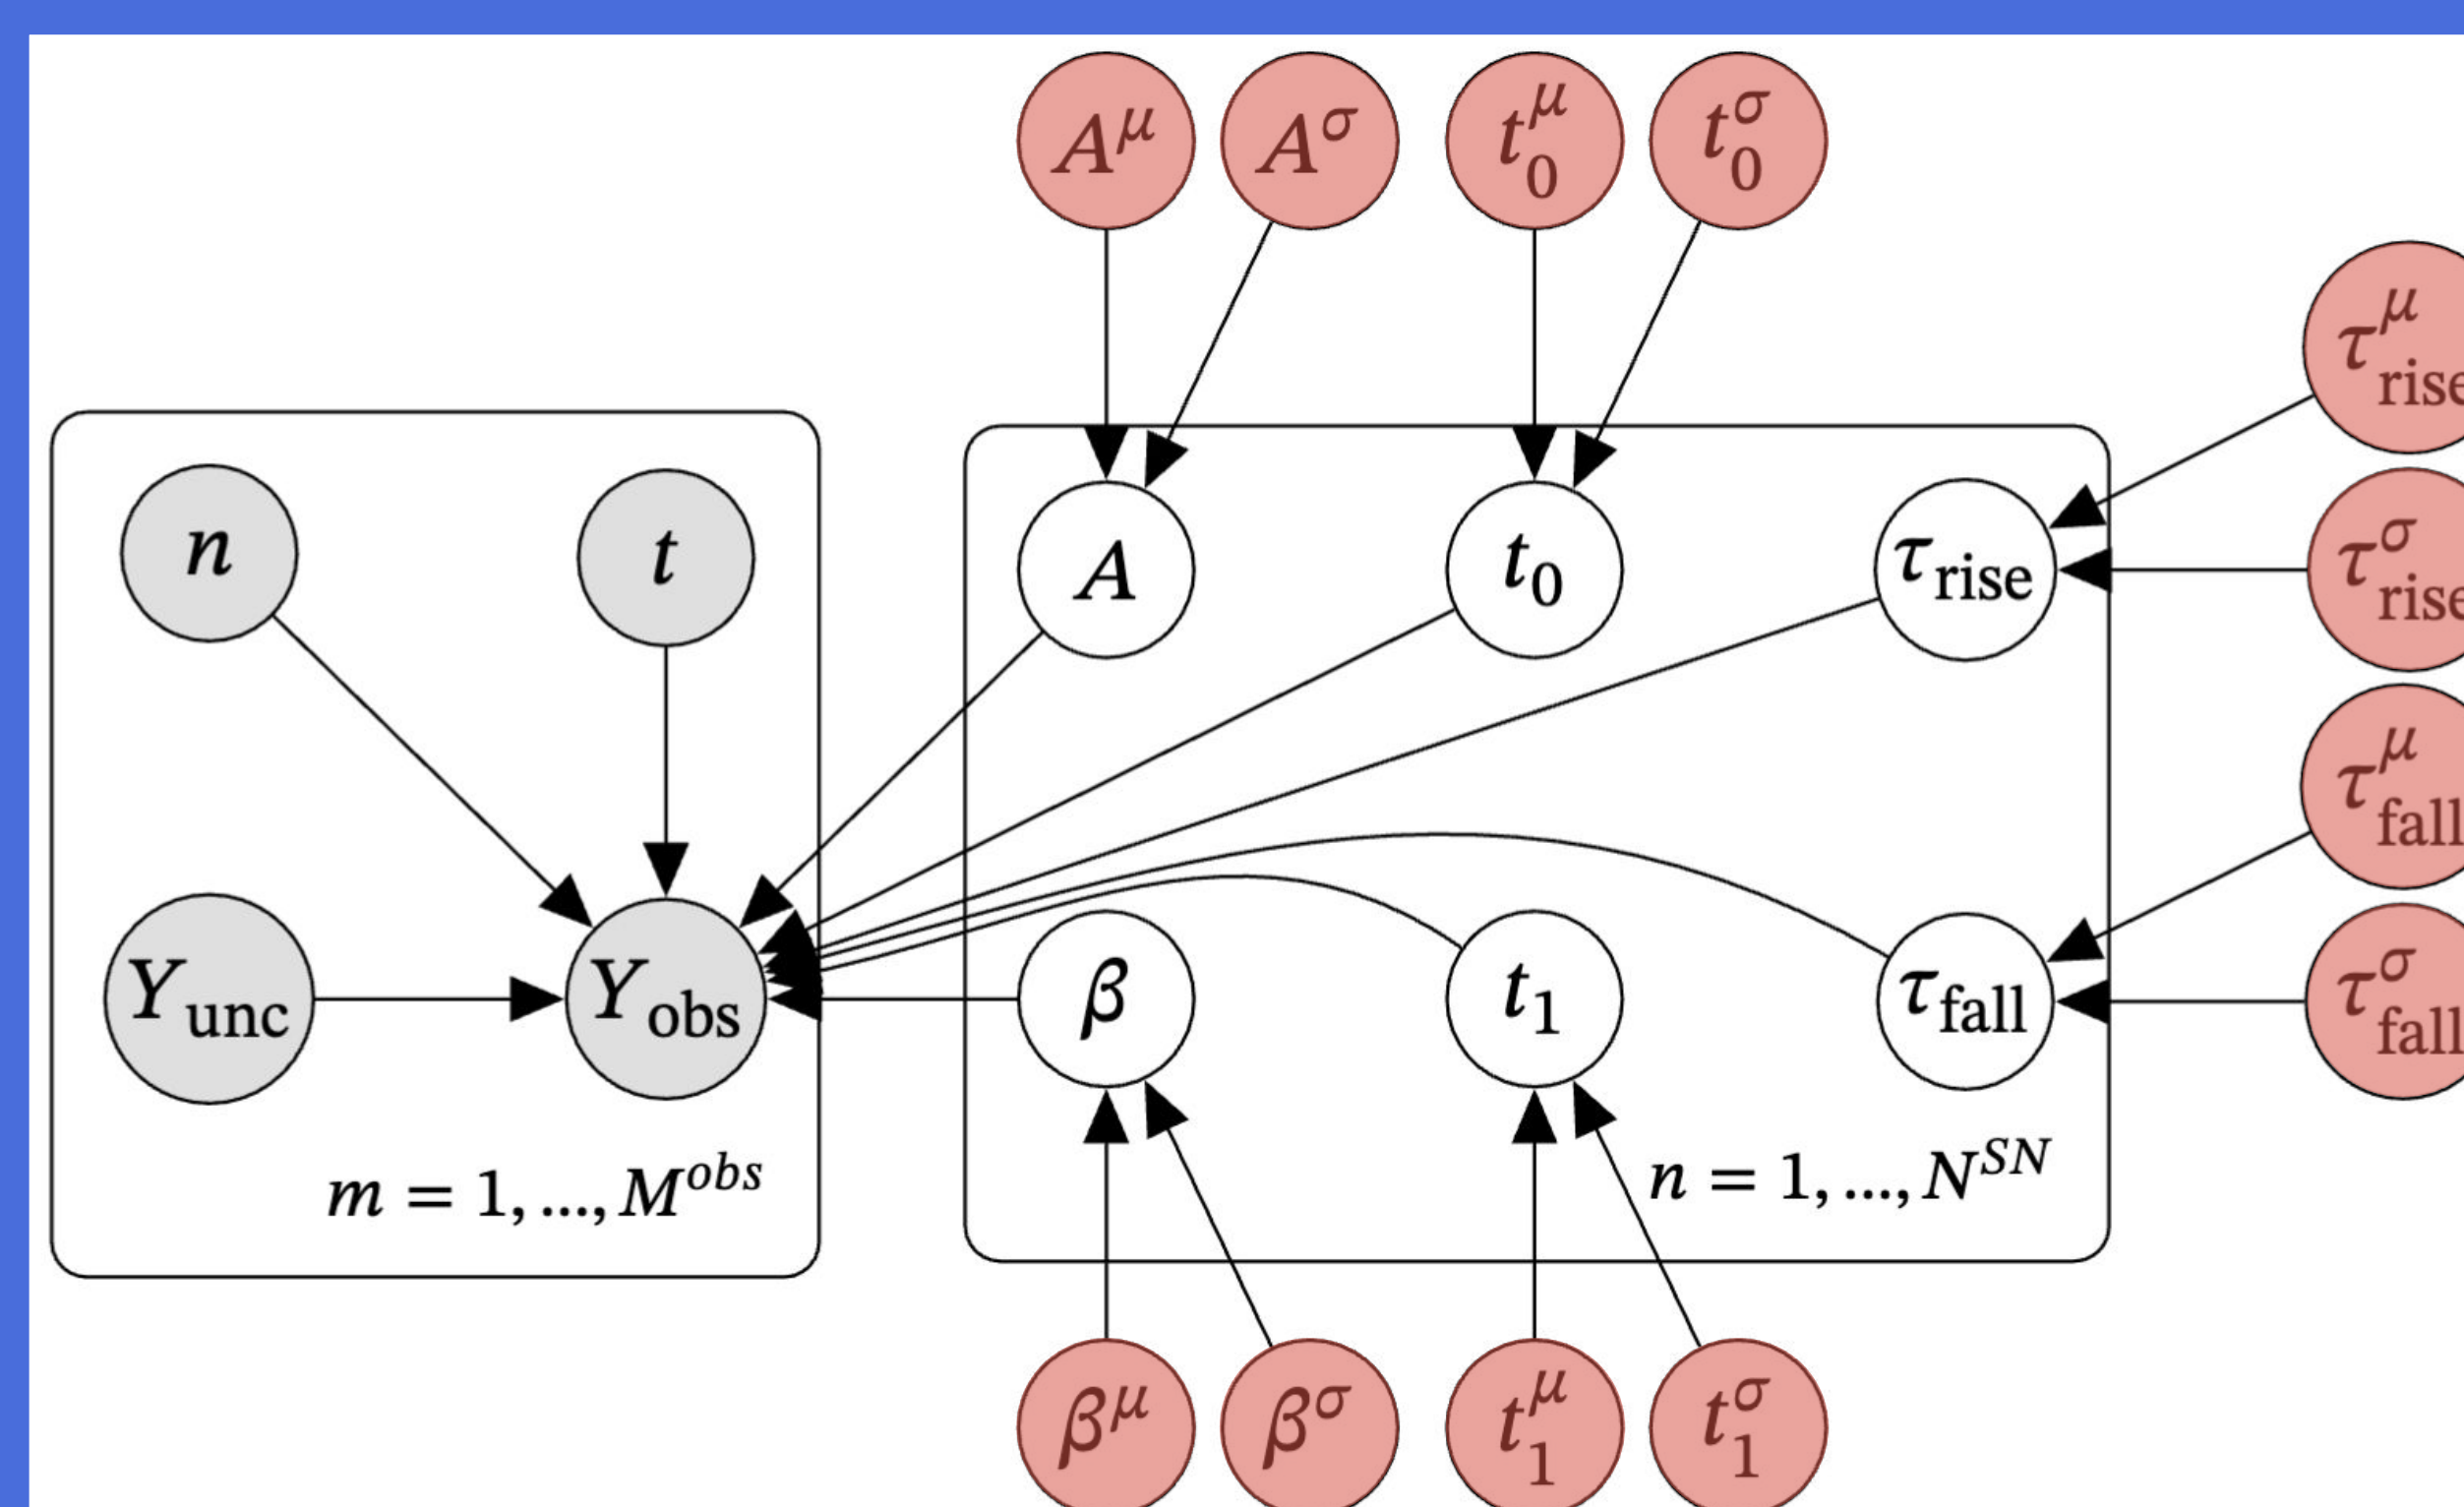 A^μ A^σ t_0^μ t_0^σ
τ_rise^μ
n t A t_0 τ_rise τ_rise^σ
τ_fall^μ
Y_unc Y_obs β t_1 τ_fall τ_fall^σ
m = 1, ..., M^obs n = 1, ..., N^SN
β^μ β^σ t_1^μ t_1^σ